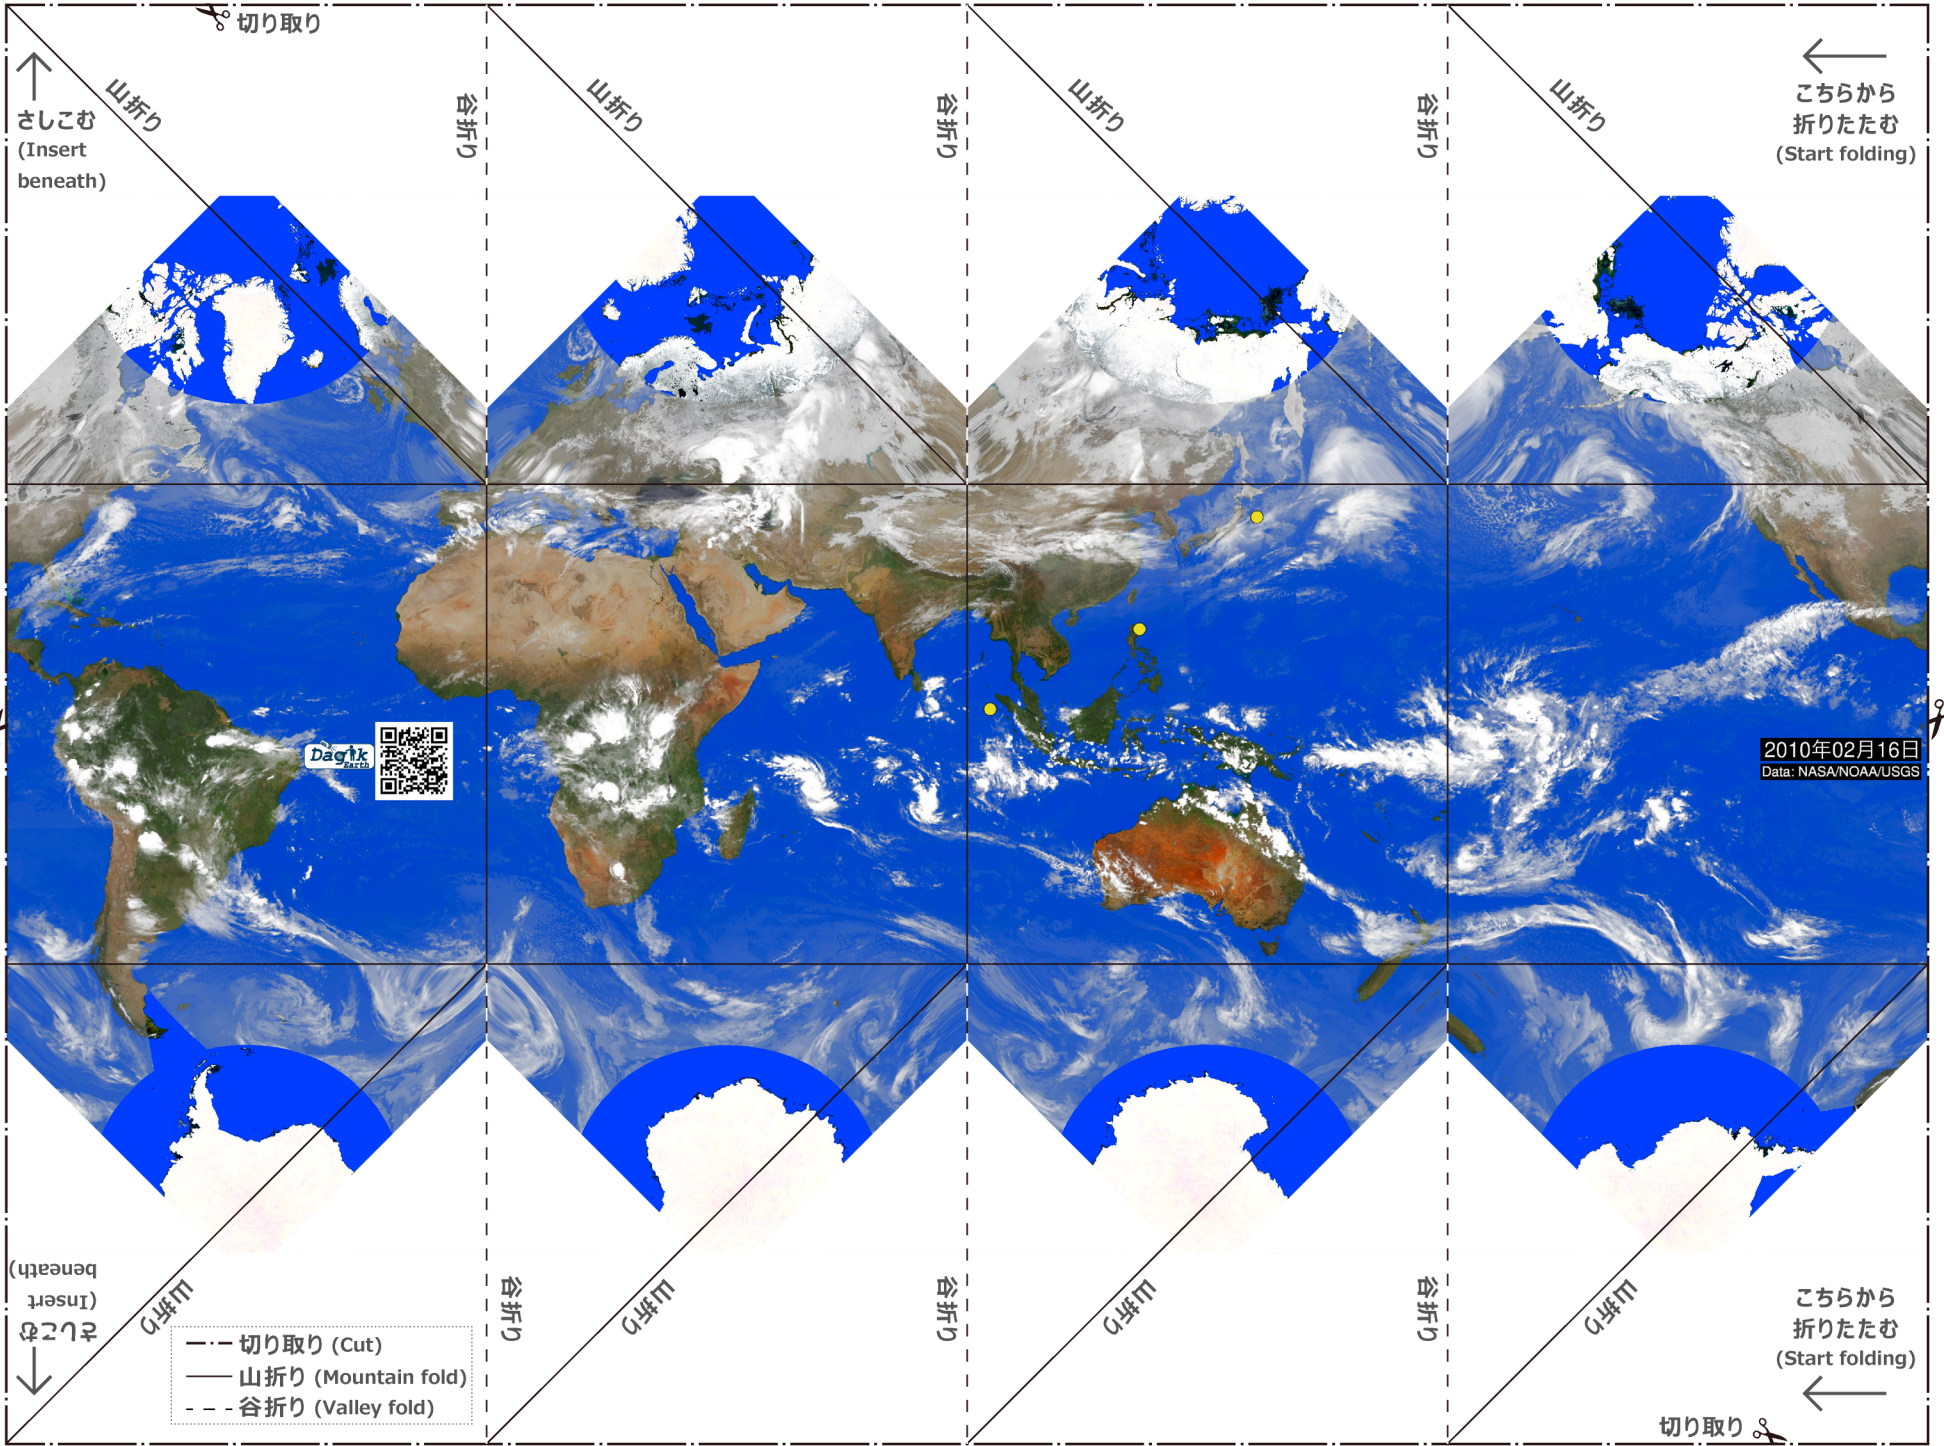 切り取り
山折り
谷折り
山折り
谷折り
山折り
谷折り
山折り
さしこむ
(Insert
beneath)
こちらから
折りたたむ
(Start folding)
Dagik
Earth
2010年02月16日
Data: NASA/NOAA/USGS
さしこむ
(Insert
beneath)
山折り
谷折り
山折り
谷折り
山折り
谷折り
山折り
こちらから
折りたたむ
(Start folding)
切り取り (Cut)
山折り (Mountain fold)
谷折り (Valley fold)
切り取り